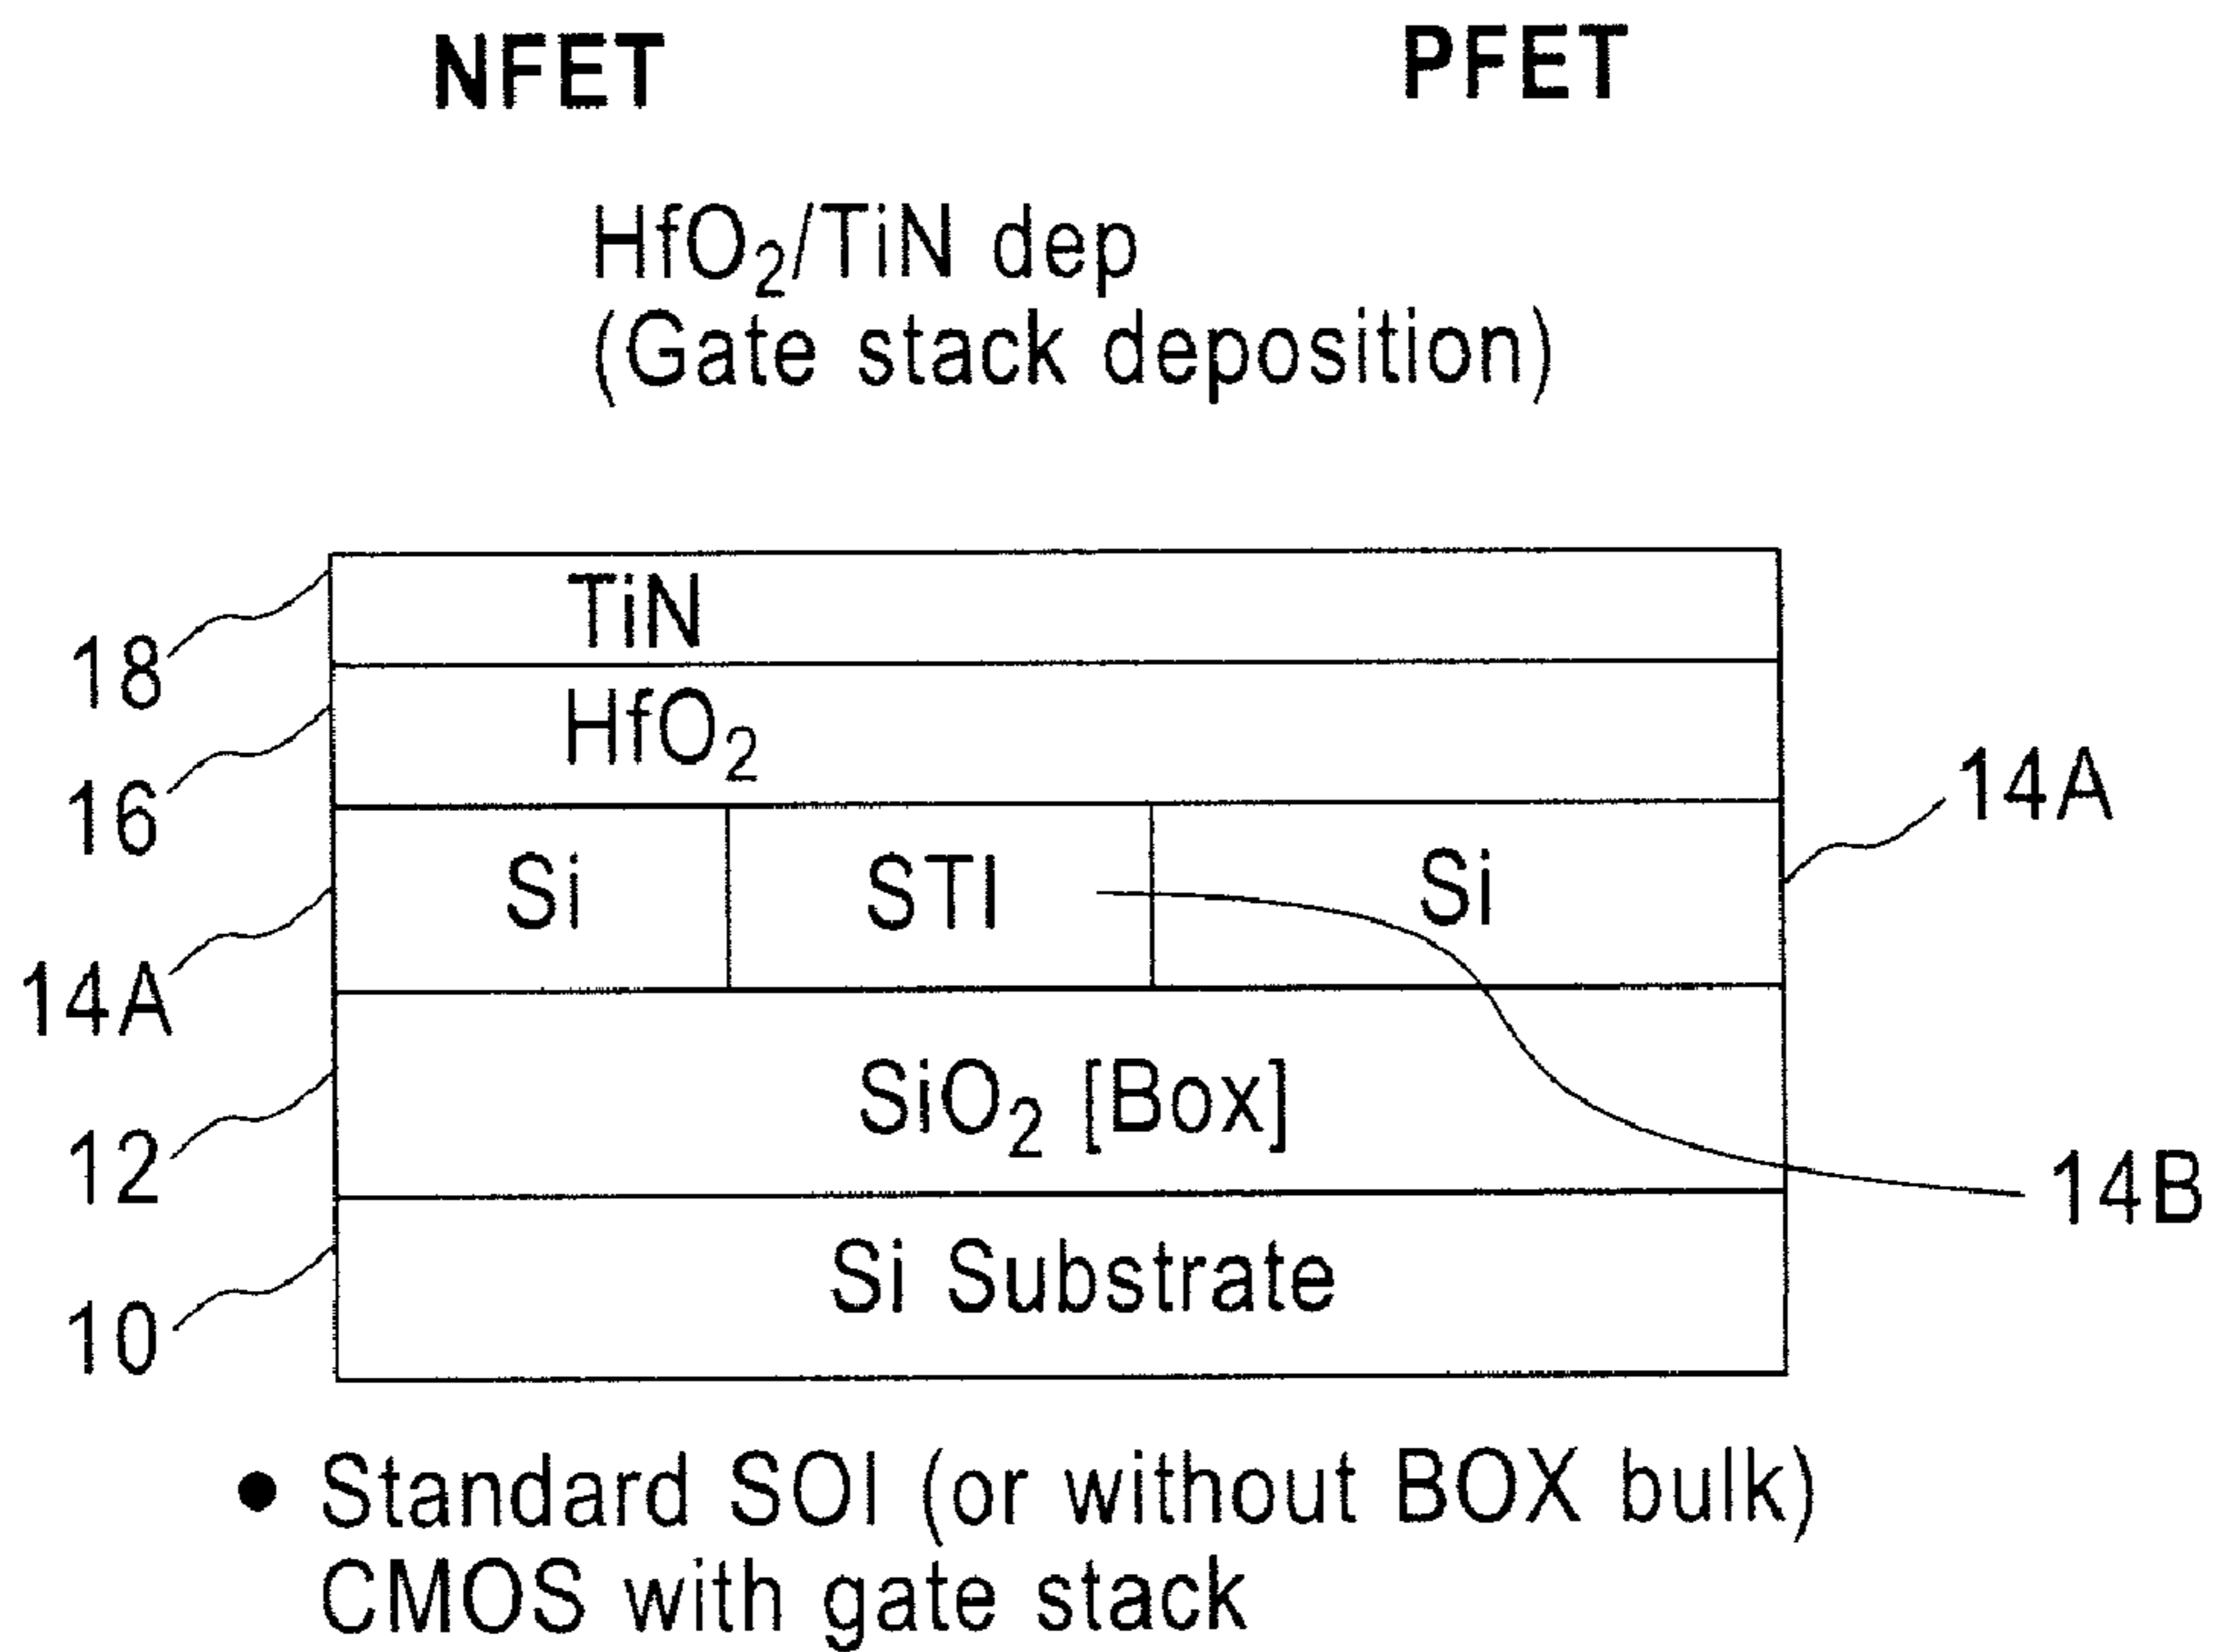 NFET PFET
HfO₂/TiN dep
(Gate stack deposition)
TiN
18
HfO₂
16
14A
Si STI Si
14A
SiO₂ [Box]
12
14B
Si Substrate
10
• Standard SOI (or without BOX bulk)
CMOS with gate stack